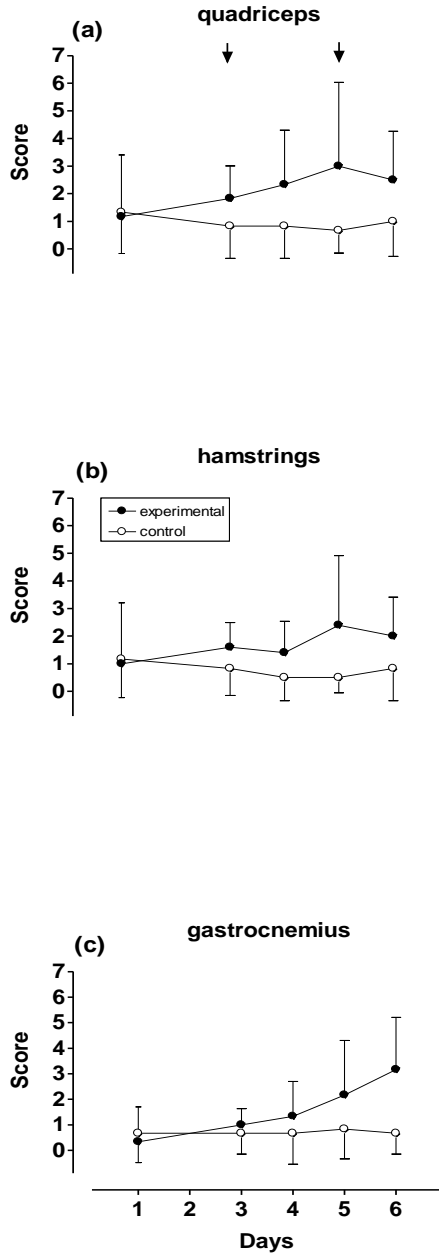 quadriceps
(a)
7
6
5
4
3
2
1
0
Score
hamstrings
(b)
7
6
5
4
3
2
1
0
Score
experimental
control
gastrocnemius
(c)
7
6
5
4
3
2
1
0
Score
1 2 3 4 5 6
Days